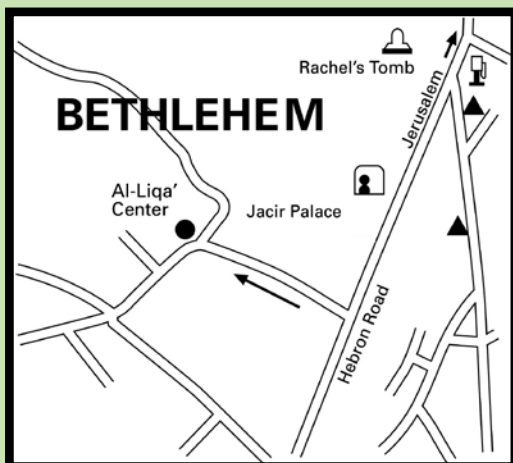 Rachel's Tomb
Jerusalem
BETHLEHEM
Al-Liqa'
Center
Jacir Palace
Hebron Road